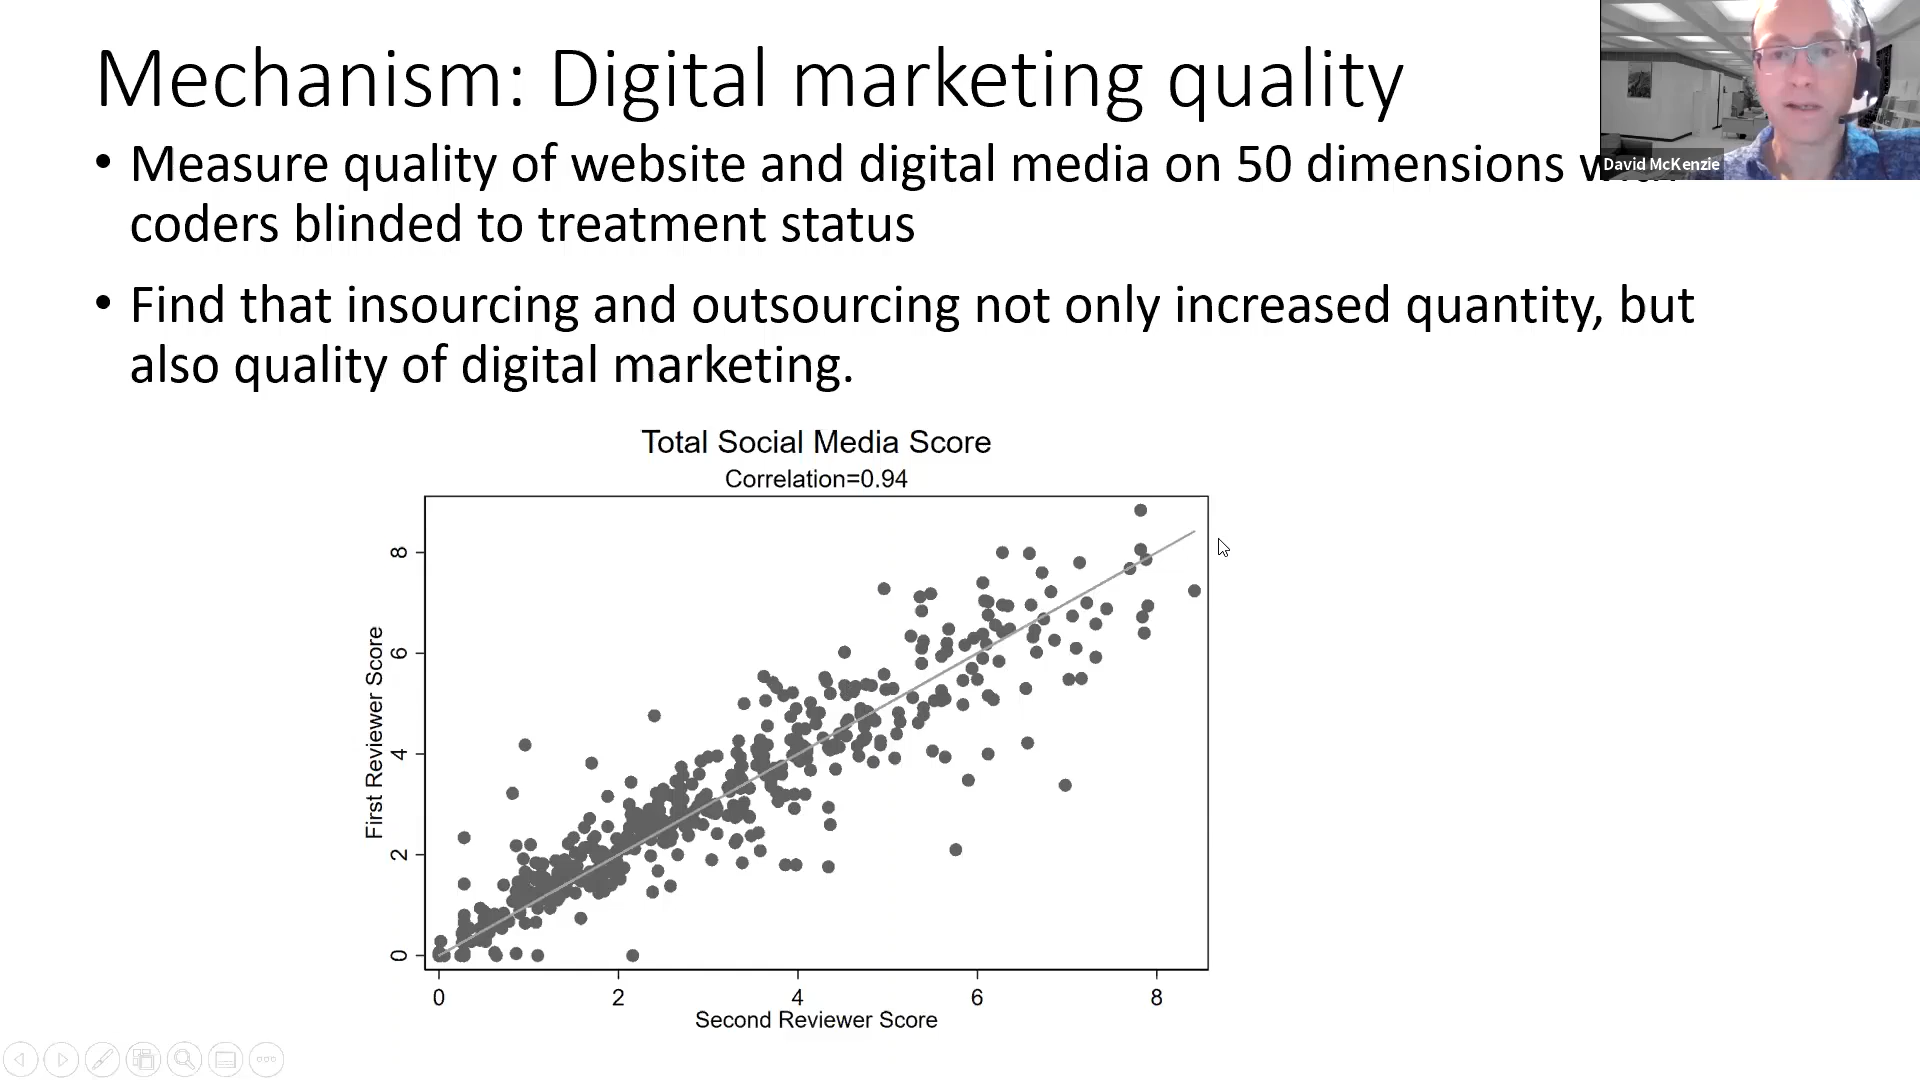 Mechanism: Digital marketing quality
David McKenzie
• Measure quality of website and digital media on 50 dimensions
coders blinded to treatment status
• Find that insourcing and outsourcing not only increased quantity, but
also quality of digital marketing.
Total Social Media Score
Correlation=0.94
First Reviewer Score
8
6
4
2
0
0 2 4 6 8
Second Reviewer Score